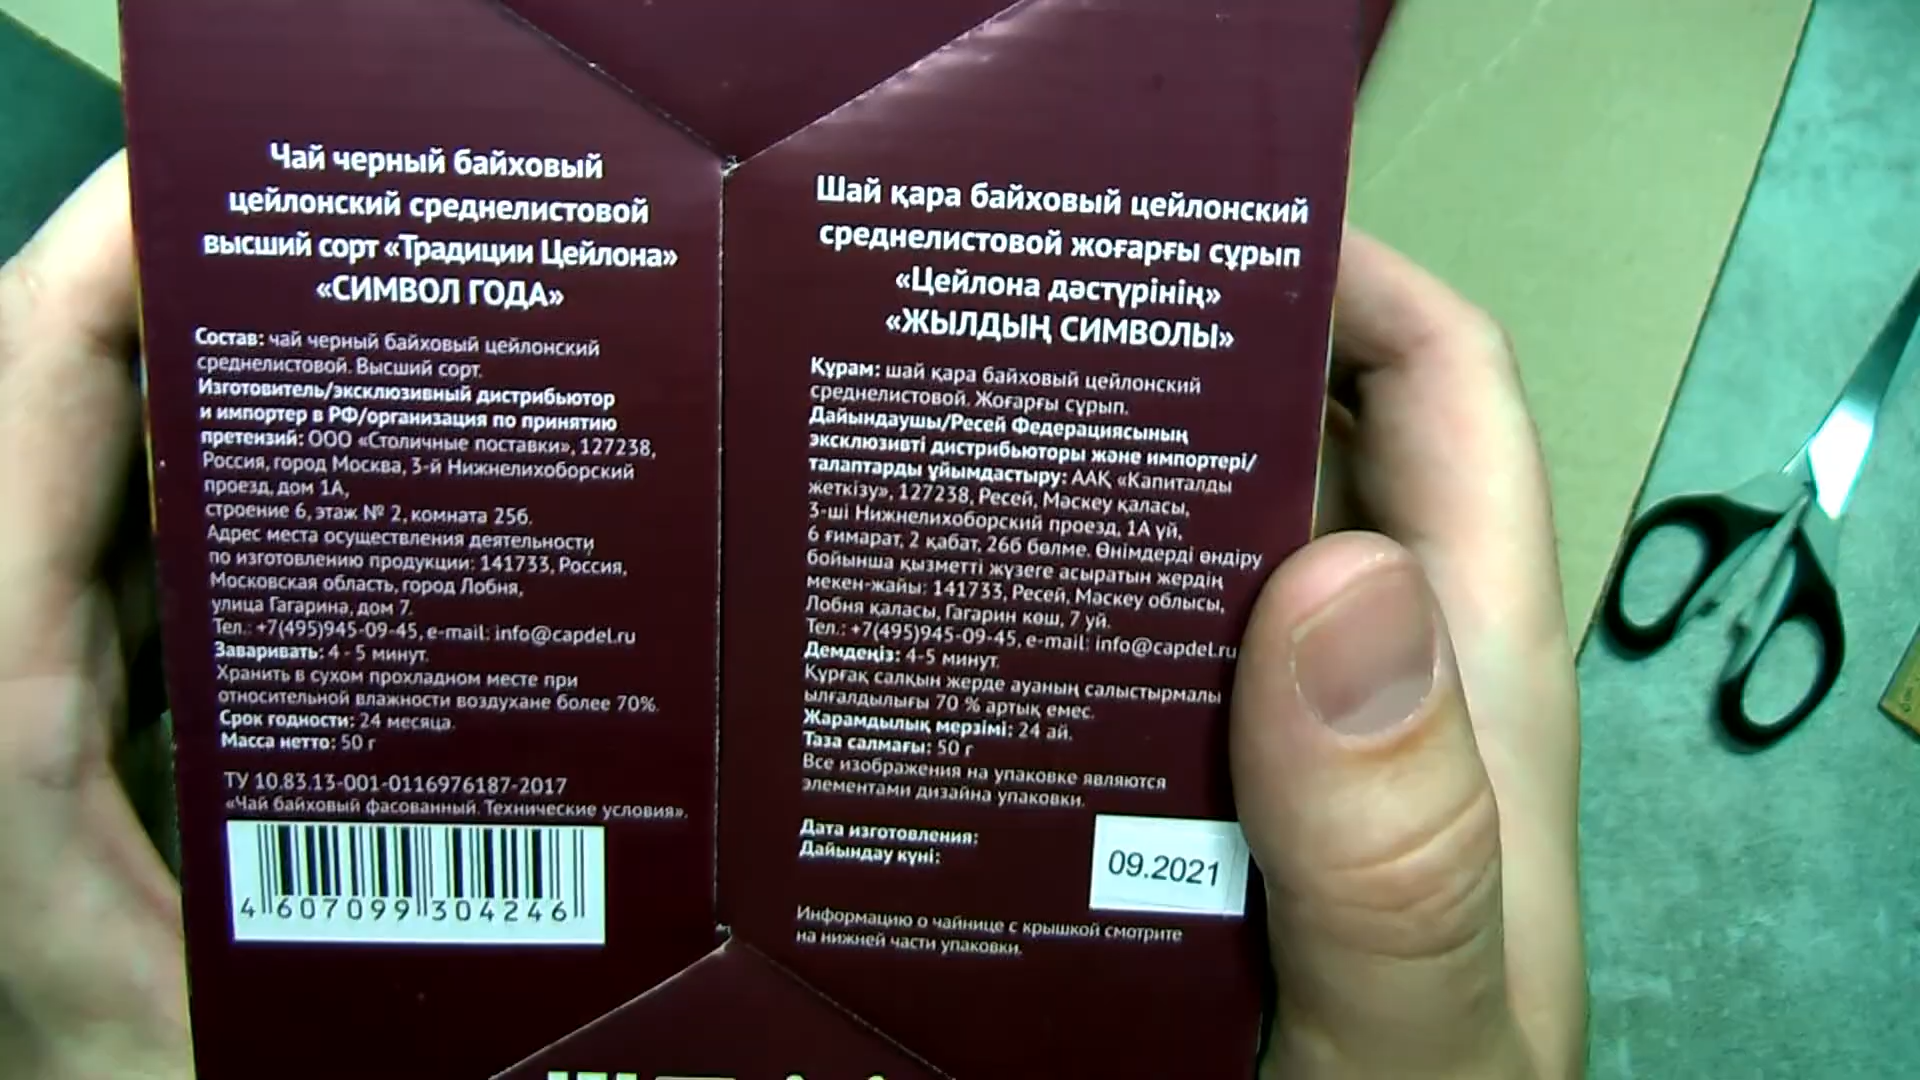 Чай черный байховый
цейлонский среднелистовой
высший сорт «Традиции Цейлона»
«СИМВОЛ ГОДА»
Состав: чай черный байховый цейлонский
среднелистовой. Высший сорт.
Изготовитель/эксклюзивный дистрибьютор
и импортер в РФ/организация по принятию
претензий: ООО «Столичные поставки», 127238,
Россия, город Москва, 3-й Нижнелихоборский
проезд, дом 1А,
строение 6, этаж № 2, комната 25б.
Адрес места осуществления деятельности
по изготовлению продукции: 141733, Россия,
Московская область, город Лобня,
улица Гагарина, дом 7.
Тел.: +7(495)945-09-45, e-mail: info@capdel.ru
Заваривать: 4 - 5 минут.
Хранить в сухом прохладном месте при
относительной влажности воздухане более 70%.
Срок годности: 24 месяца.
Масса нетто: 50 г
ТУ 10.83.13-001-0116976187-2017
«Чай байховый фасованный. Технические условия».
4 607099 304246
Шай қара байховый цейлонский
среднелистовой жоғарғы сұрып
«Цейлона дәстүрінің»
«ЖЫЛДЫҢ СИМВОЛЫ»
Құрам: шай қара байховый цейлонский
среднелистовой. Жоғарғы сұрып.
Дайындаушы/Ресей Федерациясының
эксклюзивті дистрибьюторы және импортері/
талаптарды ұйымдастыру: ААҚ «Капиталды
жеткізу», 127238, Ресей, Мәскеу қаласы,
3-ші Нижнелихоборский проезд, 1А үй,
6 ғимарат, 2 қабат, 26б бөлме. Өнімдерді өндіру
бойынша қызметті жүзеге асыратын жердің
мекен-жайы: 141733, Ресей, Мәскеу облысы,
Лобня қаласы, Гагарин көш, 7 үй.
Тел.: +7(495)945-09-45, e-mail: info@capdel.ru
Демдеңіз: 4-5 минут.
Құрғақ салқын жерде ауаның салыстырмалы
ылғалдылығы 70 % артық емес.
Жарамдылық мерзімі: 24 ай.
Таза салмағы: 50 г
Все изображения на упаковке являются
элементами дизайна упаковки.
Дата изготовления:
Дайындау күні:
09.2021
Информацию о чайнице с крышкой смотрите
на нижней части упаковки.